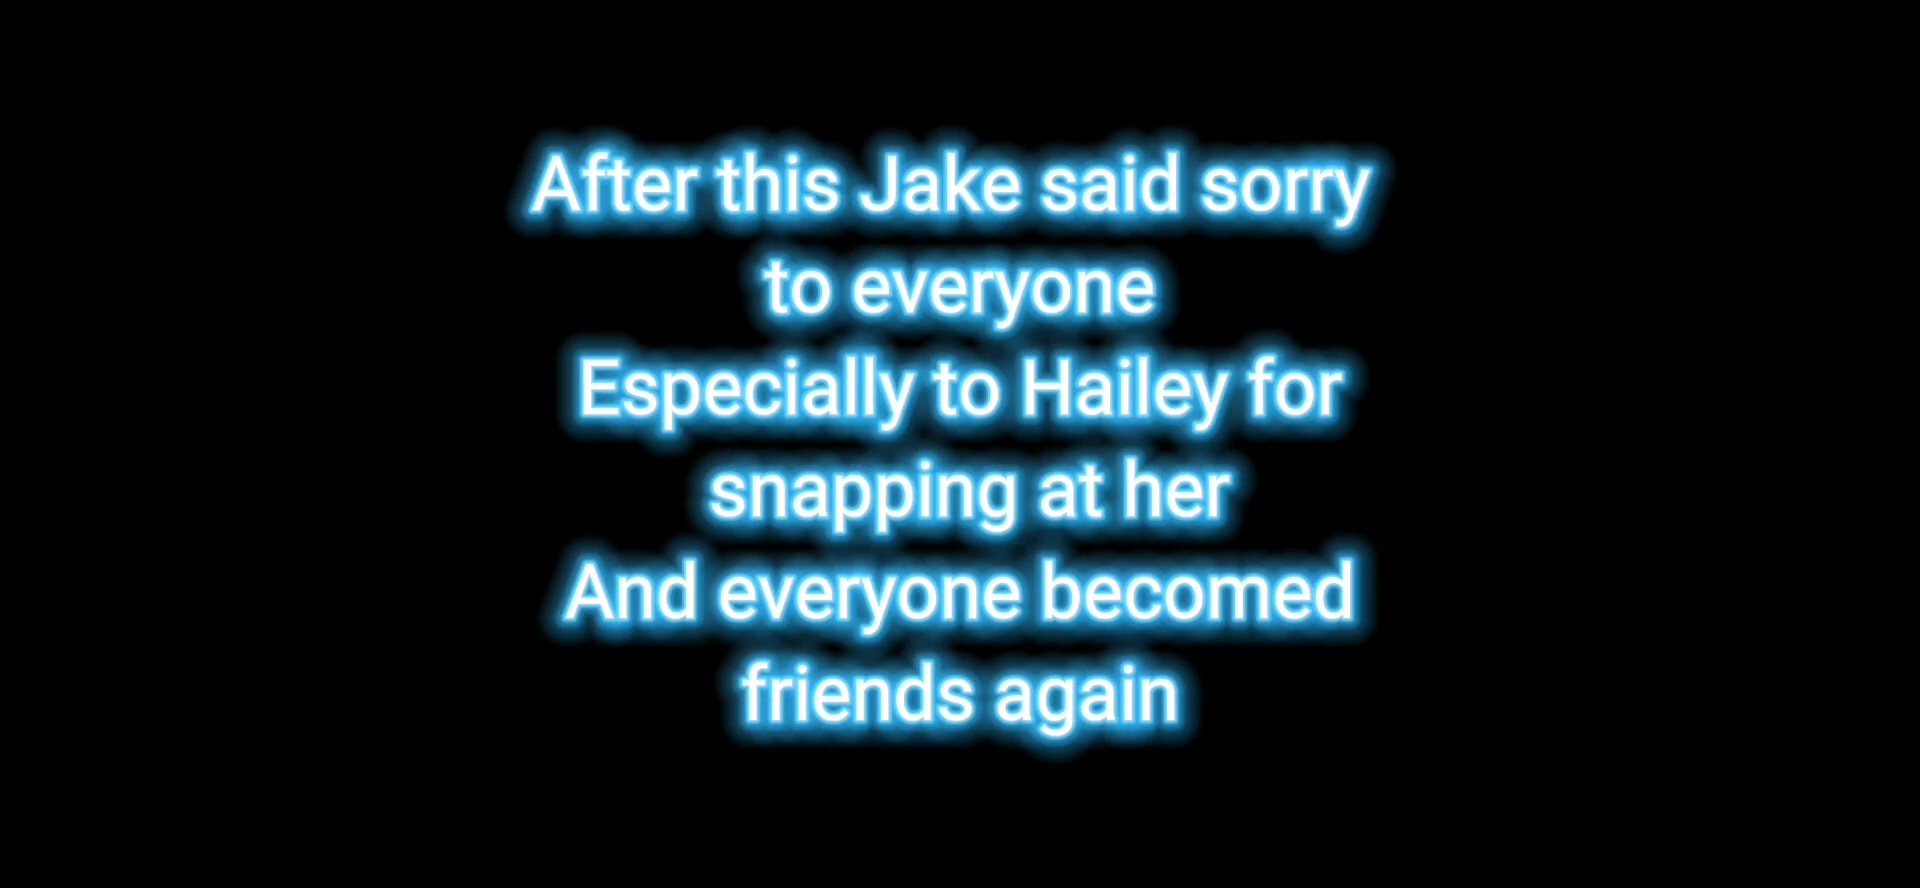 After this Jake said sorry
to everyone
Especially to Hailey for
snapping at her
And everyone becomed
friends again